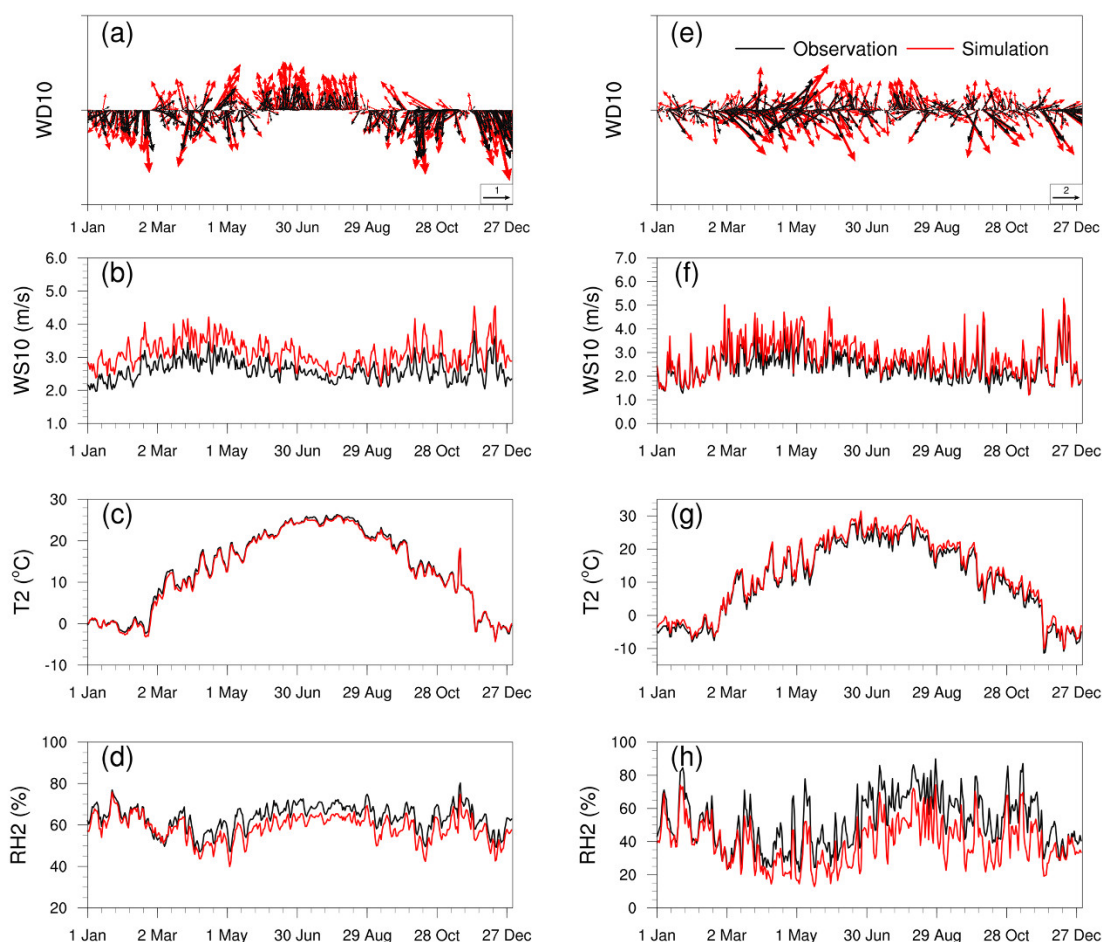 (a)
WD10
1
1 Jan 2 Mar 1 May 30 Jun 29 Aug 28 Oct 27 Dec
(e) Observation Simulation
WD10
2
1 Jan 2 Mar 1 May 30 Jun 29 Aug 28 Oct 27 Dec
(b)
WS10 (m/s)
6.0
5.0
4.0
3.0
2.0
1.0
1 Jan 2 Mar 1 May 30 Jun 29 Aug 28 Oct 27 Dec
(f)
WS10 (m/s)
7.0
6.0
5.0
4.0
3.0
2.0
1.0
0.0
1 Jan 2 Mar 1 May 30 Jun 29 Aug 28 Oct 27 Dec
(c)
T2 (°C)
30
20
10
0
-10
1 Jan 2 Mar 1 May 30 Jun 29 Aug 28 Oct 27 Dec
(g)
T2 (°C)
30
20
10
0
-10
1 Jan 2 Mar 1 May 30 Jun 29 Aug 28 Oct 27 Dec
(d)
RH2 (%)
100
80
60
40
20
1 Jan 2 Mar 1 May 30 Jun 29 Aug 28 Oct 27 Dec
(h)
RH2 (%)
100
80
60
40
20
0
1 Jan 2 Mar 1 May 30 Jun 29 Aug 28 Oct 27 Dec